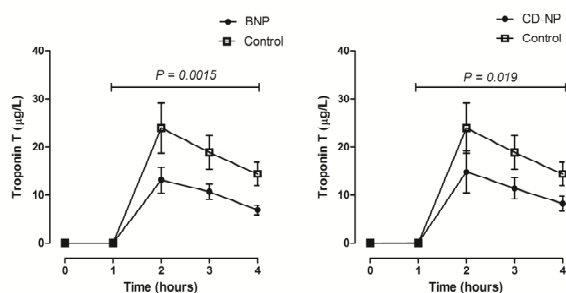 BNP
Control
P = 0.0015
Troponin T (µg/L)
40
30
20
10
0
0 1 2 3 4
Time (hours)
CD-NP
Control
P = 0.019
Troponin T (µg/L)
40
30
20
10
0
0 1 2 3 4
Time (hours)